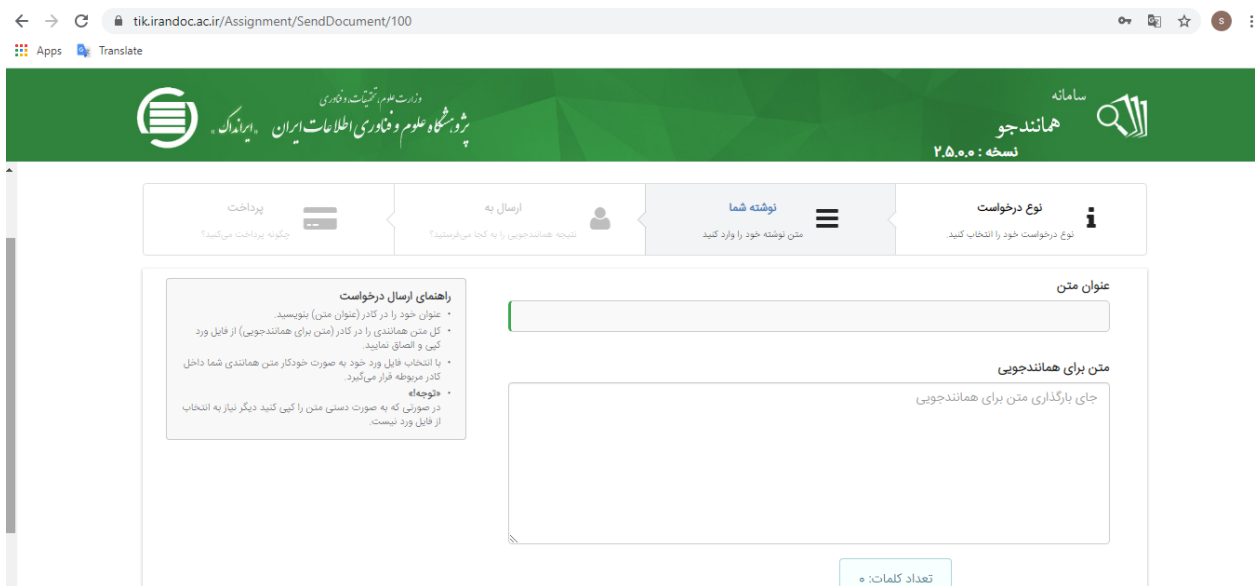 tik.irandoc.ac.ir/Assignment/SendDocument/100
S
Apps
Translate
سامانه
همانندجو
نسخه : ۲.۵.۰.۰
وزارت علوم، تحقیقات و فناوری
پژوهشگاه علوم و فناوری اطلاعات ایران «ایرانداک»
نوع درخواست
نوع درخواست خود را انتخاب کنید.
نوشته شما
متن نوشته خود را وارد کنید
ارسال به
نتیجه همانندجویی را به کجا می‌فرستید؟
پرداخت
چگونه پرداخت می‌کنید؟
عنوان متن
متن برای همانندجویی
جای بارگذاری متن برای همانندجویی
تعداد کلمات: ۰
راهنمای ارسال درخواست
• عنوان خود را در کادر (عنوان متن) بنویسید.
• کل متن همانندی را در کادر (متن برای همانندجویی) از فایل ورد
کپی و الصاق نمایید.
• با انتخاب فایل ورد خود به صورت خودکار متن همانندی شما داخل
کادر مربوطه قرار می‌گیرد.
• «توجه!»
در صورتی که به صورت دستی متن را کپی کنید دیگر نیاز به انتخاب
از فایل ورد نیست.